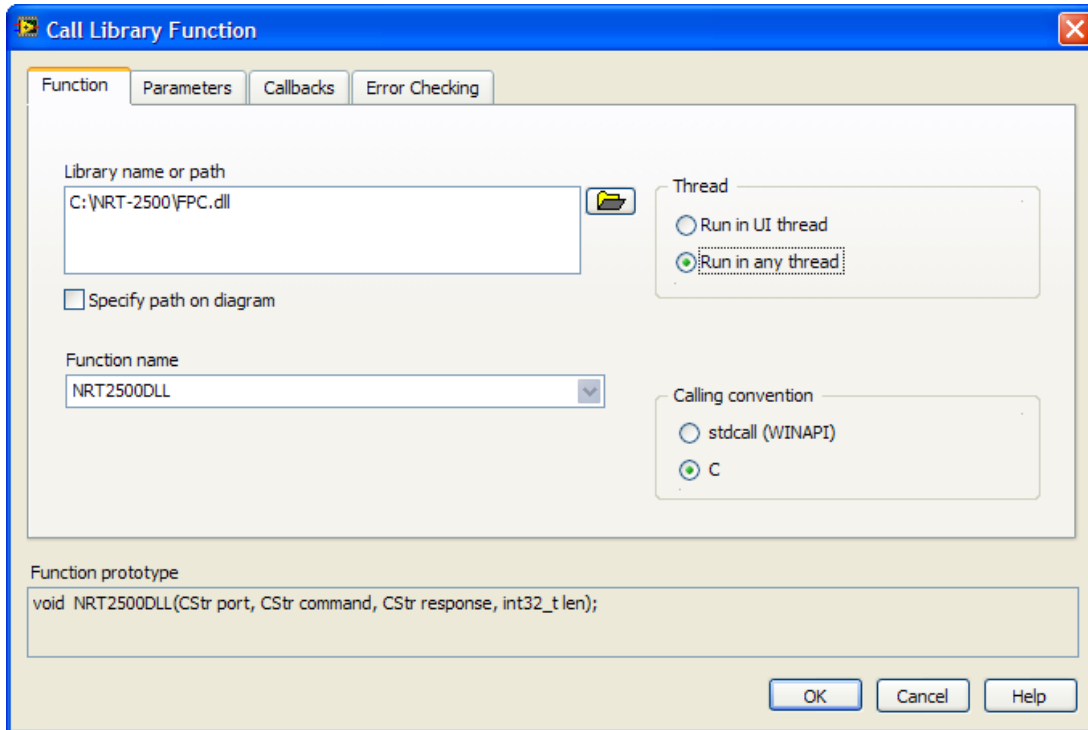 Call Library Function
Function Parameters Callbacks Error Checking
Library name or path
C:\NRT-2500\FPC.dll
Thread
Run in UI thread
Run in any thread
Specify path on diagram
Function name
NRT2500DLL
Calling convention
stdcall (WINAPI)
C
Function prototype
void NRT2500DLL(CStr port, CStr command, CStr response, int32_t len);
OK Cancel Help